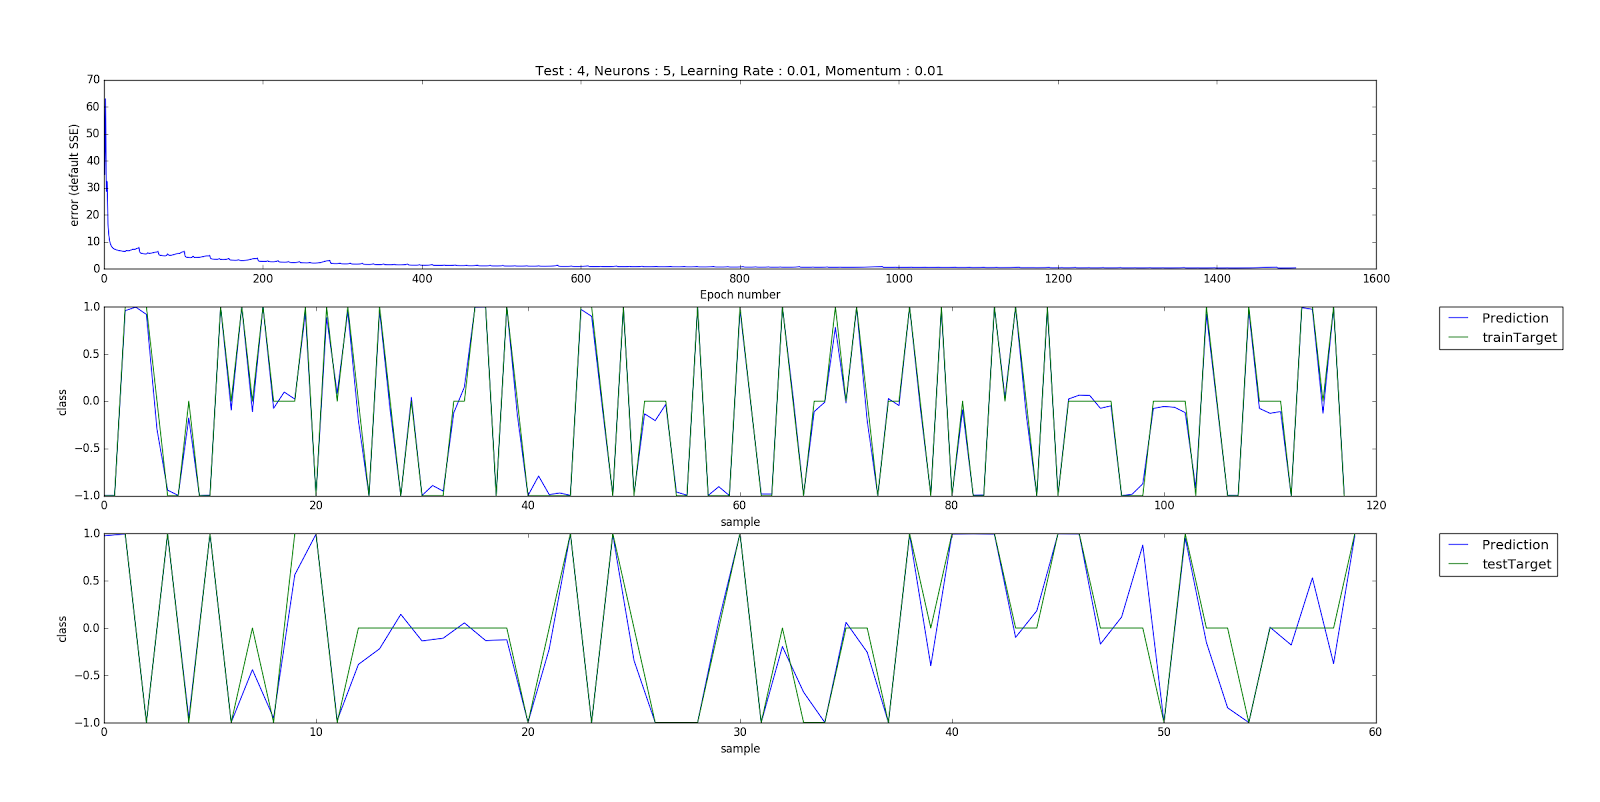 Test : 4, Neurons : 5, Learning Rate : 0.01, Momentum : 0.01
70
60
50
40
30
20
10
0
error (default SSE)
0 200 400 600 800 1000 1200 1400 1600
Epoch number
1.0
0.5
0.0
−0.5
−1.0
class
0 20 40 60 80 100 120
sample
Prediction
trainTarget
1.0
0.5
0.0
−0.5
−1.0
class
0 10 20 30 40 50 60
sample
Prediction
testTarget